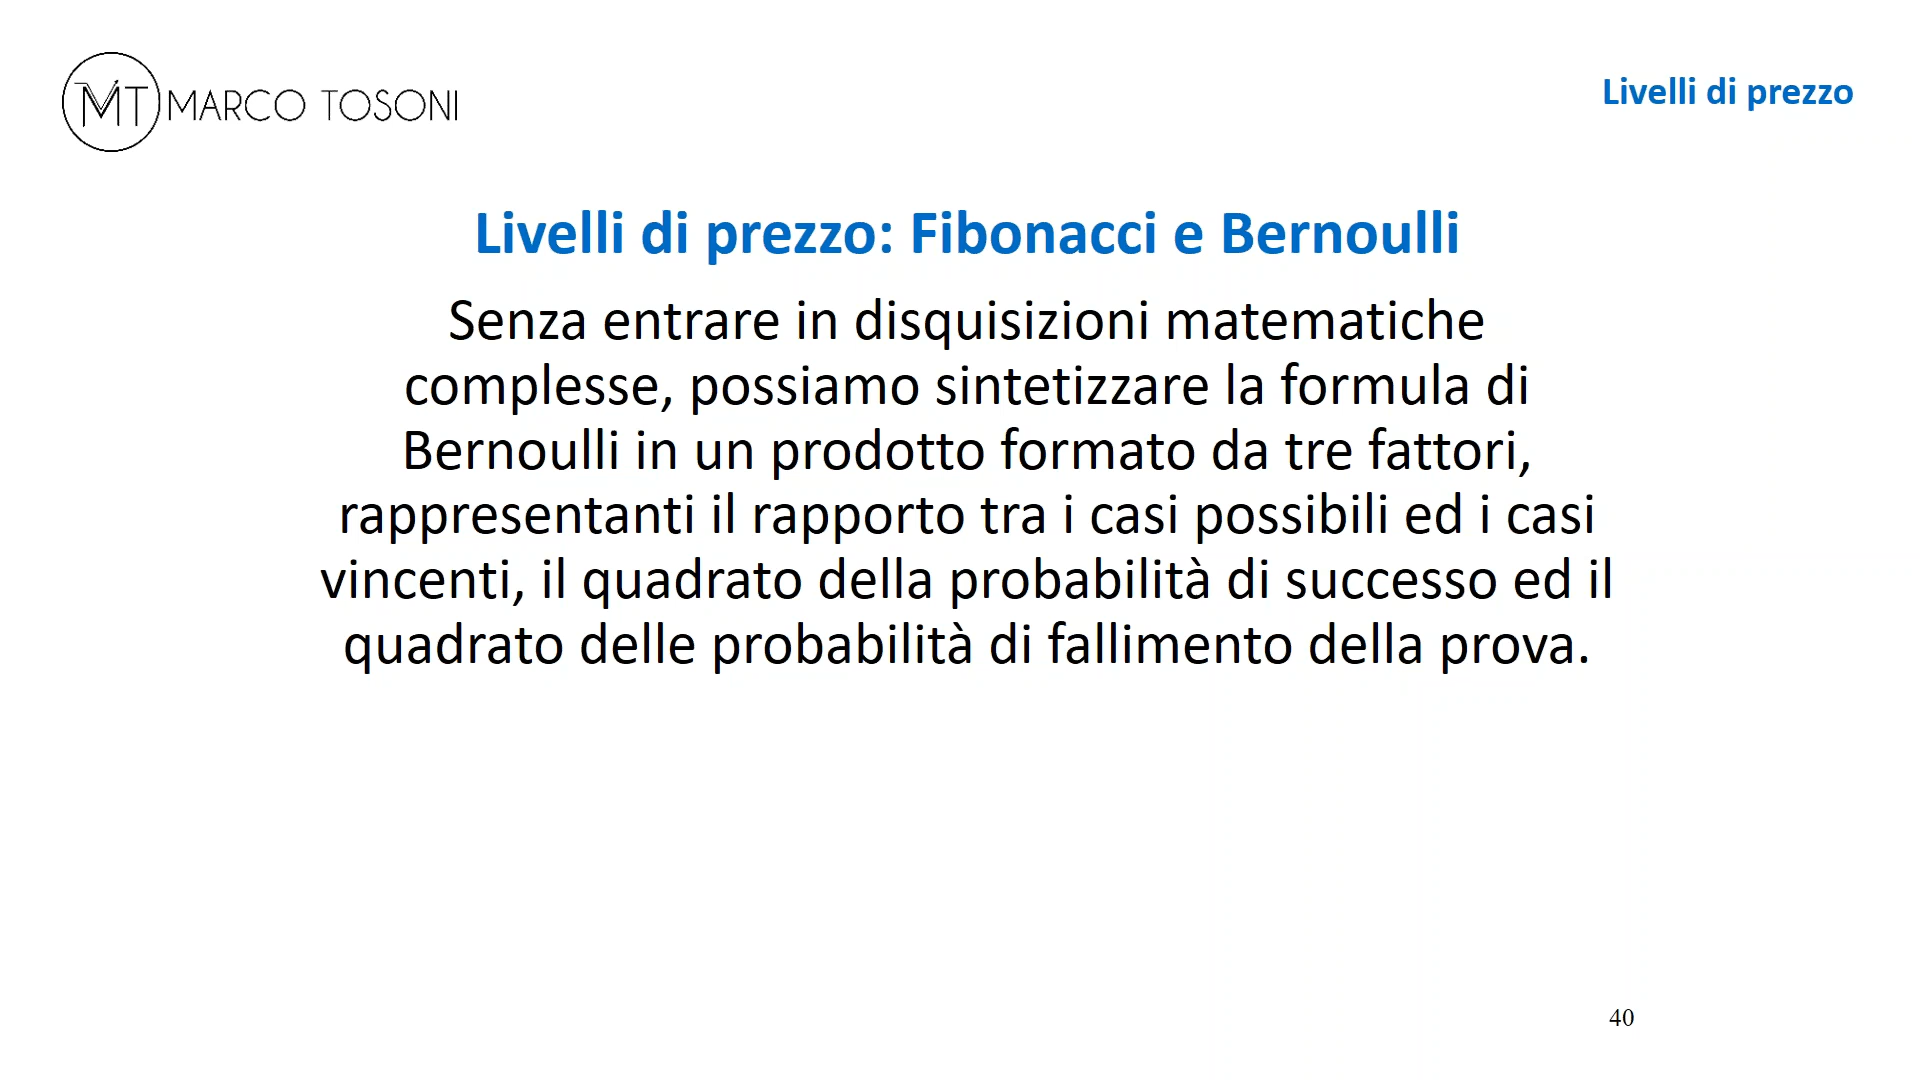 MT MARCO TOSONI
Livelli di prezzo
Livelli di prezzo: Fibonacci e Bernoulli
Senza entrare in disquisizioni matematiche
complesse, possiamo sintetizzare la formula di
Bernoulli in un prodotto formato da tre fattori,
rappresentanti il rapporto tra i casi possibili ed i casi
vincenti, il quadrato della probabilità di successo ed il
quadrato delle probabilità di fallimento della prova.
40